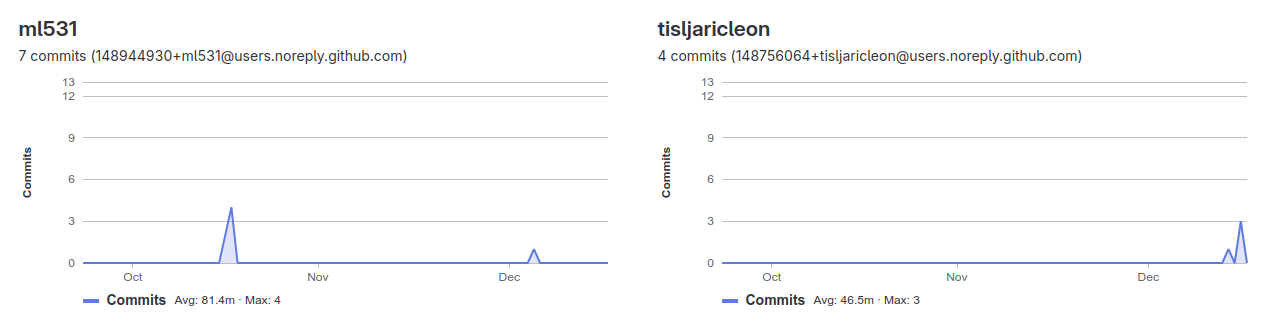 ml531
7 commits (148944930+ml531@users.noreply.github.com)
13
12
9
6
3
0
Commits
Oct
Nov
Dec
Commits Avg: 81.4m · Max: 4
tisljaricleon
4 commits (148756064+tisljaricleon@users.noreply.github.com)
13
12
9
6
3
0
Commits
Oct
Nov
Dec
Commits Avg: 46.5m · Max: 3